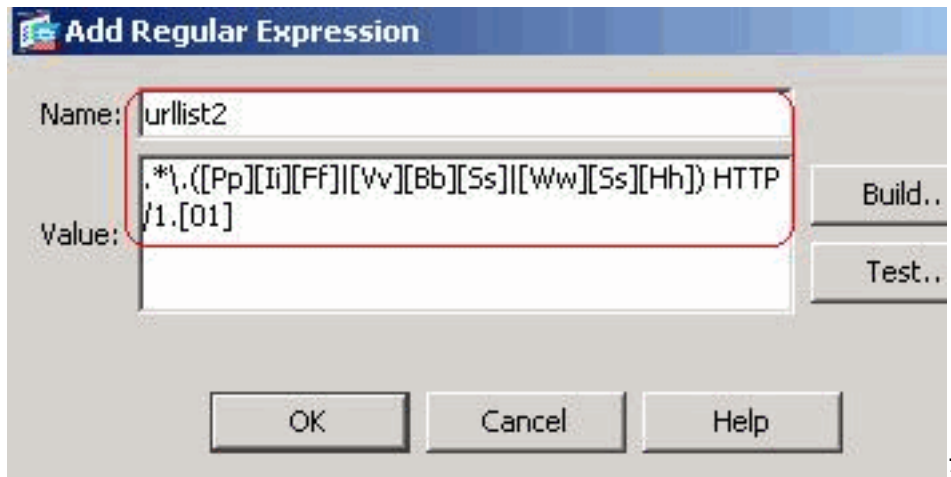 Add Regular Expression
Name: urllist2
Value: .*\.([Pp][Ii][Ff]|[Vv][Bb][Ss]|[Ww][Ss][Hh]) HTTP
/1.[01]
Build..
Test..
OK Cancel Help